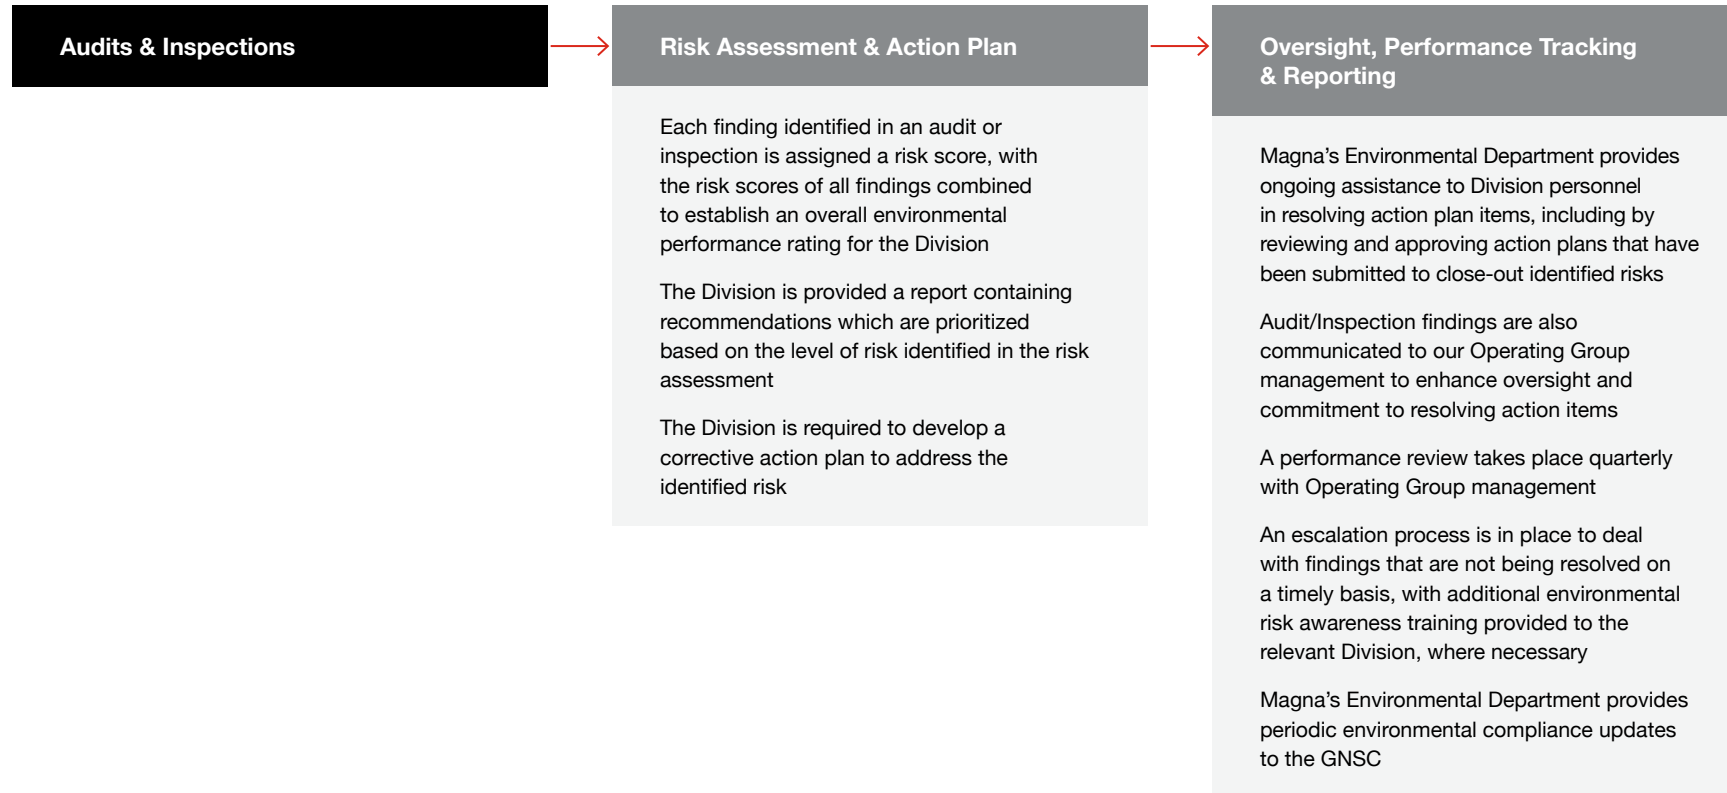 Audits & Inspections
Risk Assessment & Action Plan
Each finding identified in an audit or
inspection is assigned a risk score, with
the risk scores of all findings combined
to establish an overall environmental
performance rating for the Division
The Division is provided a report containing
recommendations which are prioritized
based on the level of risk identified in the risk
assessment
The Division is required to develop a
corrective action plan to address the
identified risk
Oversight, Performance Tracking
& Reporting
Magna’s Environmental Department provides
ongoing assistance to Division personnel
in resolving action plan items, including by
reviewing and approving action plans that have
been submitted to close-out identified risks
Audit/Inspection findings are also
communicated to our Operating Group
management to enhance oversight and
commitment to resolving action items
A performance review takes place quarterly
with Operating Group management
An escalation process is in place to deal
with findings that are not being resolved on
a timely basis, with additional environmental
risk awareness training provided to the
relevant Division, where necessary
Magna’s Environmental Department provides
periodic environmental compliance updates
to the GNSC